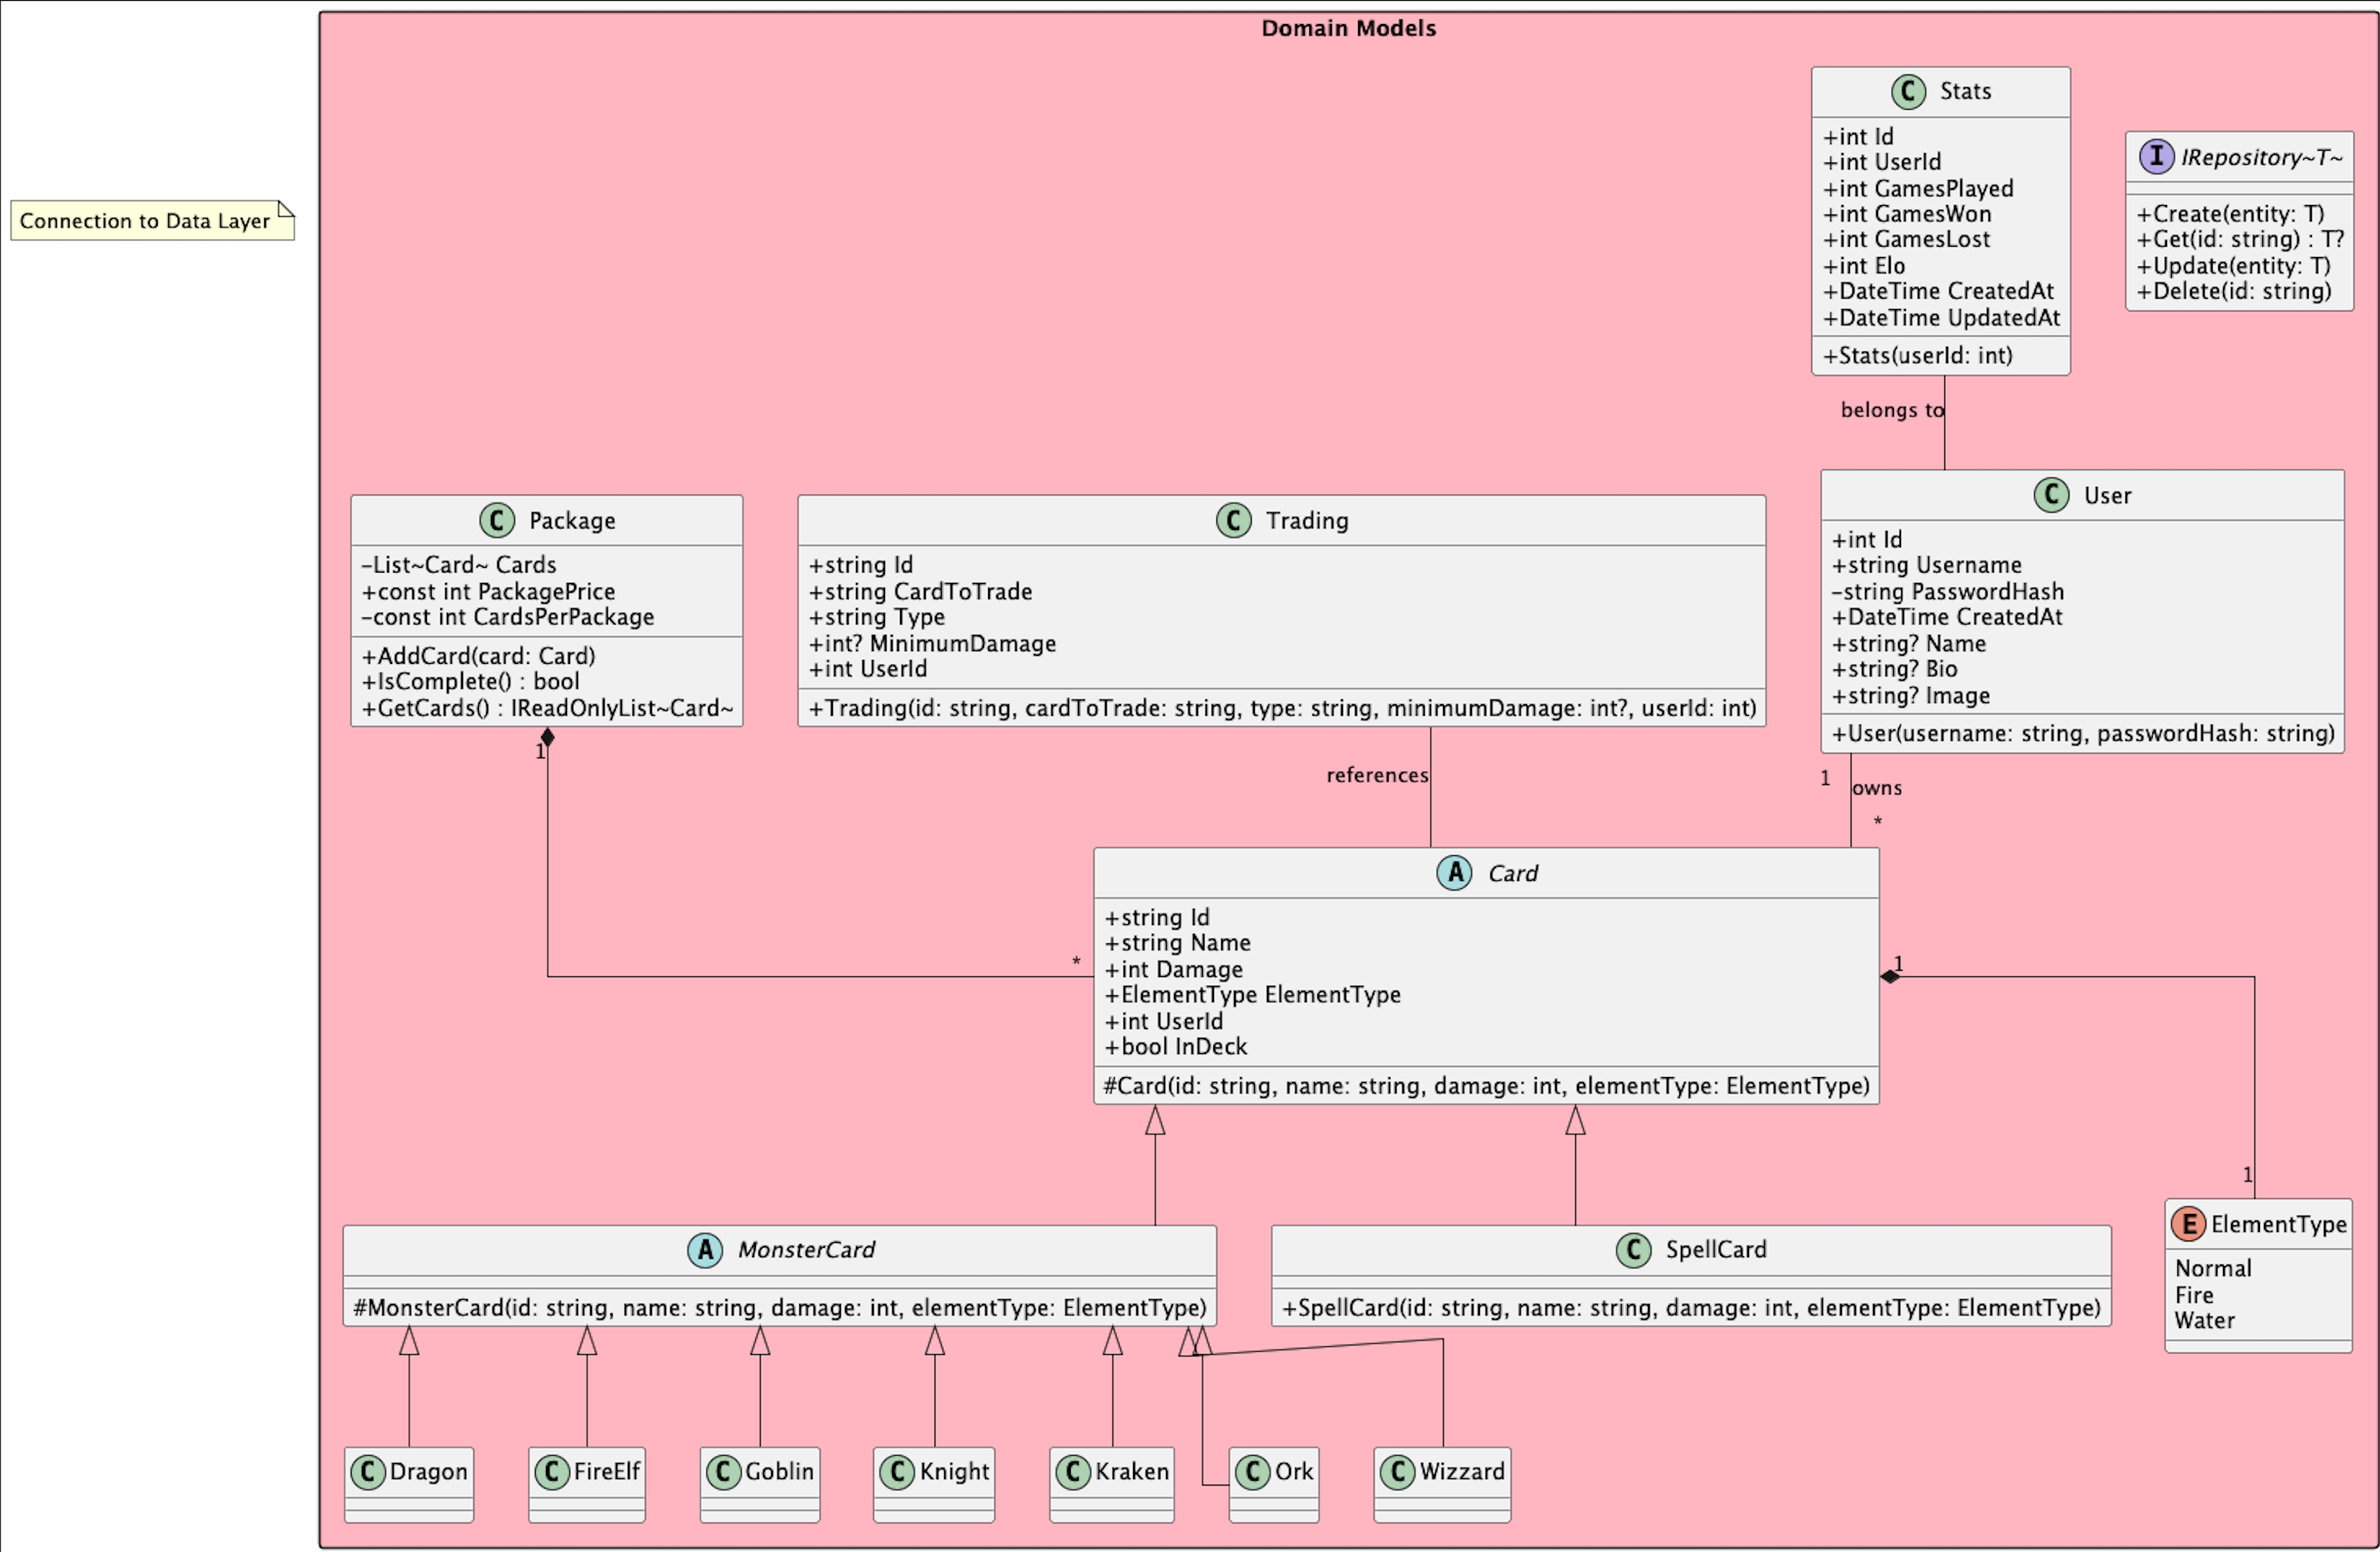 Domain Models
Connection to Data Layer
C Stats
+int Id
+int UserId
+int GamesPlayed
+int GamesWon
+int GamesLost
+int Elo
+DateTime CreatedAt
+DateTime UpdatedAt
+Stats(userId: int)
I IRepository~T~
+Create(entity: T)
+Get(id: string) : T?
+Update(entity: T)
+Delete(id: string)
belongs to
C Package
-List~Card~ Cards
+const int PackagePrice
-const int CardsPerPackage
+AddCard(card: Card)
+IsComplete() : bool
+GetCards() : IReadOnlyList~Card~
C Trading
+string Id
+string CardToTrade
+string Type
+int? MinimumDamage
+int UserId
+Trading(id: string, cardToTrade: string, type: string, minimumDamage: int?, userId: int)
C User
+int Id
+string Username
-string PasswordHash
+DateTime CreatedAt
+string? Name
+string? Bio
+string? Image
+User(username: string, passwordHash: string)
1
references
1
owns
*
A Card
+string Id
+string Name
+int Damage
+ElementType ElementType
+int UserId
+bool InDeck
#Card(id: string, name: string, damage: int, elementType: ElementType)
*
1
1
A MonsterCard
#MonsterCard(id: string, name: string, damage: int, elementType: ElementType)
C SpellCard
+SpellCard(id: string, name: string, damage: int, elementType: ElementType)
E ElementType
Normal
Fire
Water
C Dragon
C FireElf
C Goblin
C Knight
C Kraken
C Ork
C Wizzard